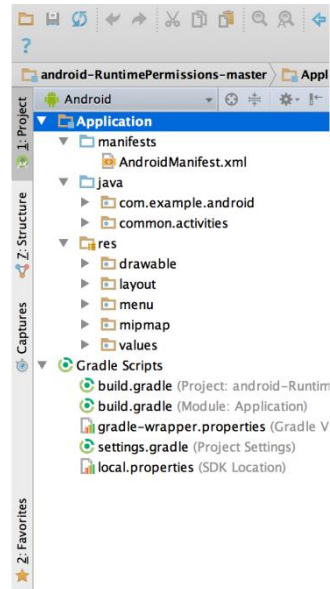 ?
android-RuntimePermissions-master
Appl
Android
Application
manifests
AndroidManifest.xml
java
com.example.android
common.activities
res
drawable
layout
menu
mipmap
values
Gradle Scripts
build.gradle (Project: android-Runtim
build.gradle (Module: Application)
gradle-wrapper.properties (Gradle V
settings.gradle (Project Settings)
local.properties (SDK Location)
1: Project
Z: Structure
Captures
2: Favorites